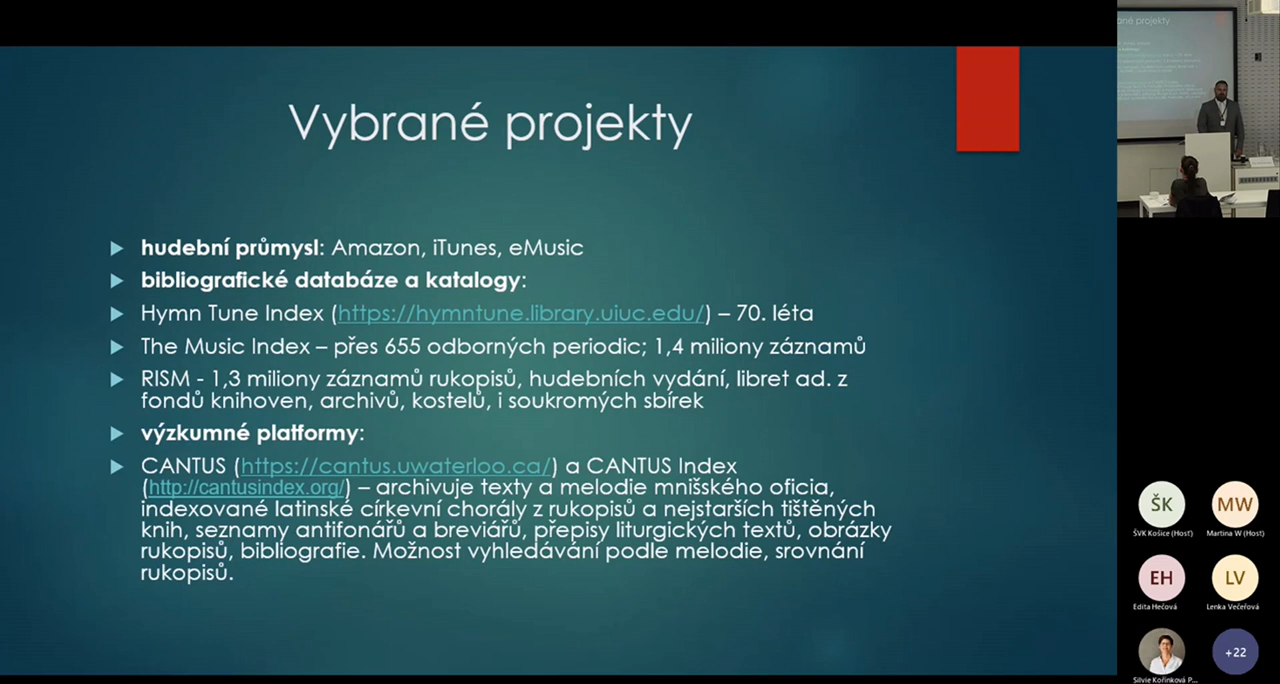 Vybrané projekty
hudební průmysl: Amazon, iTunes, eMusic
bibliografické databáze a katalogy:
Hymn Tune Index (https://hymntune.library.uiuc.edu/) – 70. léta
The Music Index – přes 655 odborných periodic; 1,4 miliony záznamů
RISM - 1,3 miliony záznamů rukopisů, hudebních vydání, libret ad. z
fondů knihoven, archivů, kostelů, i soukromých sbírek
výzkumné platformy:
CANTUS (https://cantus.uwaterloo.ca/) a CANTUS Index
(http://cantusindex.org/) – archivuje texty a melodie mnišského oficia,
indexované latinské církevní chorály z rukopisů a nejstarších tištěných
knih, seznamy antifonářů a breviářů, přepisy liturgických textů, obrázky
rukopisů, bibliografie. Možnost vyhledávání podle melodie, srovnání
rukopisů.
ané projekty
ŠK
MW
ŠVK Košice (Host)
Martina W (Host)
EH
LV
Edita Hečová
Lenka Večeřová
+22
Silvie Kořínková P...